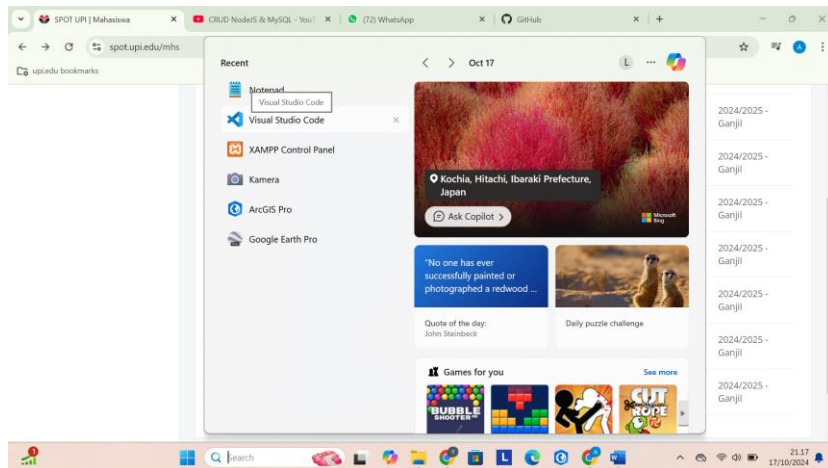 SPOT UPI | Mahasiswa
CRUD NodeJS & MySQL - You
(72) WhatsApp
GitHub
spot.upi.edu/mhs
upi.edu bookmarks
Recent
Oct 17
L
Notepad
Visual Studio Code
Visual Studio Code
XAMPP Control Panel
Kamera
ArcGIS Pro
Google Earth Pro
Kochia, Hitachi, Ibaraki Prefecture,
Japan
Ask Copilot
Microsoft
Bing
"No one has ever
successfully painted or
photographed a redwood ...
Quote of the day:
John Steinbeck
Daily puzzle challenge
Games for you
See more
BUBBLE
SHOOTER
CUT
ROPE
2024/2025 -
Ganjil
2024/2025 -
Ganjil
2024/2025 -
Ganjil
2024/2025 -
Ganjil
2024/2025 -
Ganjil
2024/2025 -
Ganjil
2024/2025 -
Ganjil
Search
L
21.17
17/10/2024